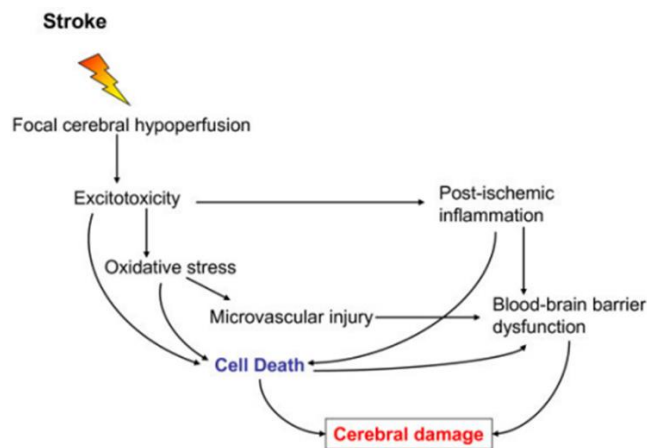 Stroke
Focal cerebral hypoperfusion
Excitotoxicity
Post-ischemic
inflammation
Oxidative stress
Microvascular injury
Blood-brain barrier
dysfunction
Cell Death
Cerebral damage